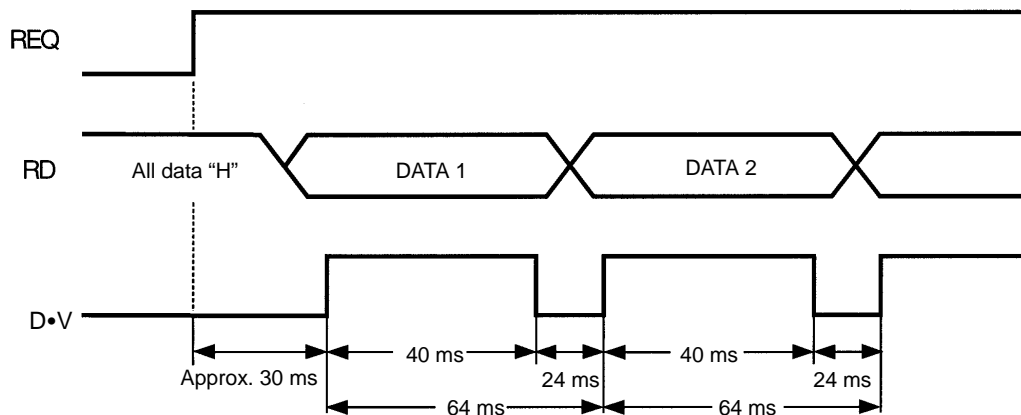 REQ
RD
All data “H”
DATA 1
DATA 2
D•V
Approx. 30 ms
40 ms
24 ms
40 ms
24 ms
64 ms
64 ms